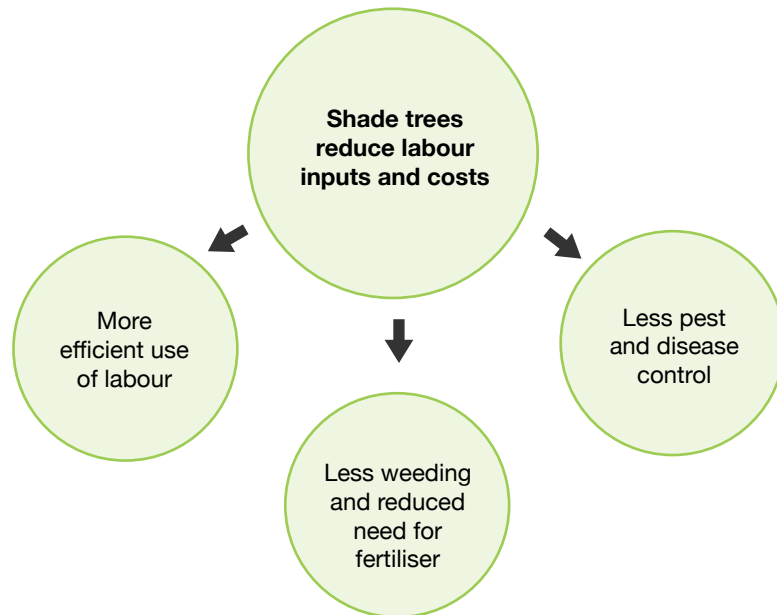 Shade trees
reduce labour
inputs and costs
More
efficient use
of labour
Less pest
and disease
control
Less weeding
and reduced
need for
fertiliser